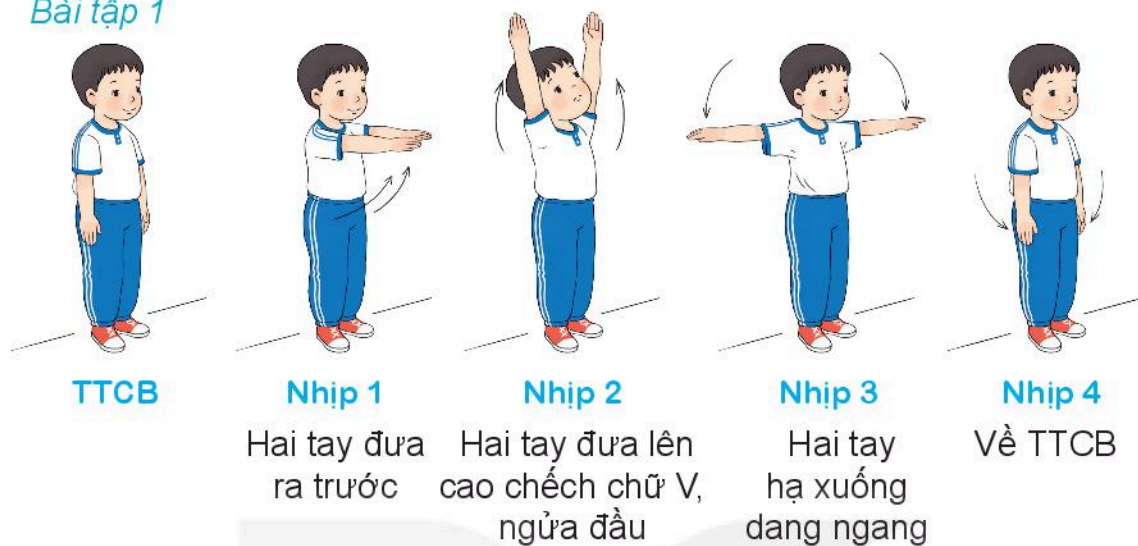 Bài tập 1
TTCB
Nhịp 1
Hai tay đưa
ra trước
Nhịp 2
Hai tay đưa lên
cao chếch chữ V,
ngửa đầu
Nhịp 3
Hai tay
hạ xuống
dang ngang
Nhịp 4
Về TTCB